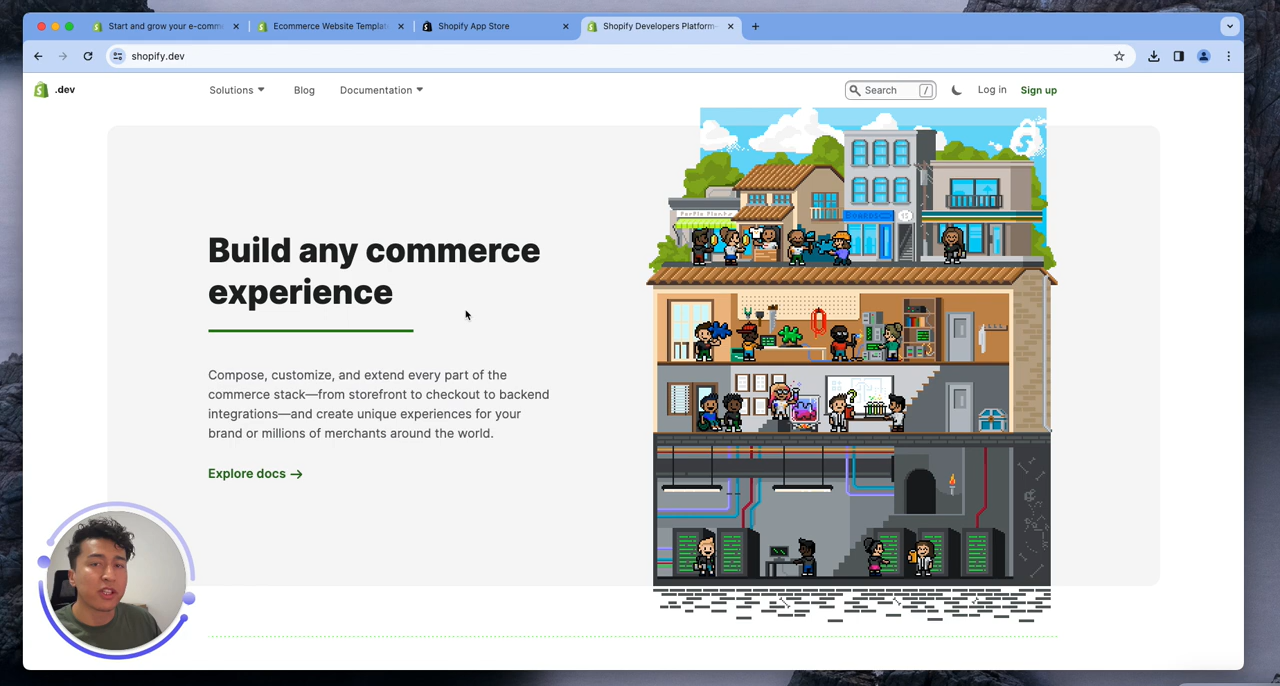 Start and grow your e-comm
Ecommerce Website Templat
Shopify App Store
Shopify Developers Platform
shopify.dev
.dev
Solutions
Blog
Documentation
Search
/
Log in
Sign up
Build any commerce
experience
Compose, customize, and extend every part of the
commerce stack—from storefront to checkout to backend
integrations—and create unique experiences for your
brand or millions of merchants around the world.
Explore docs →